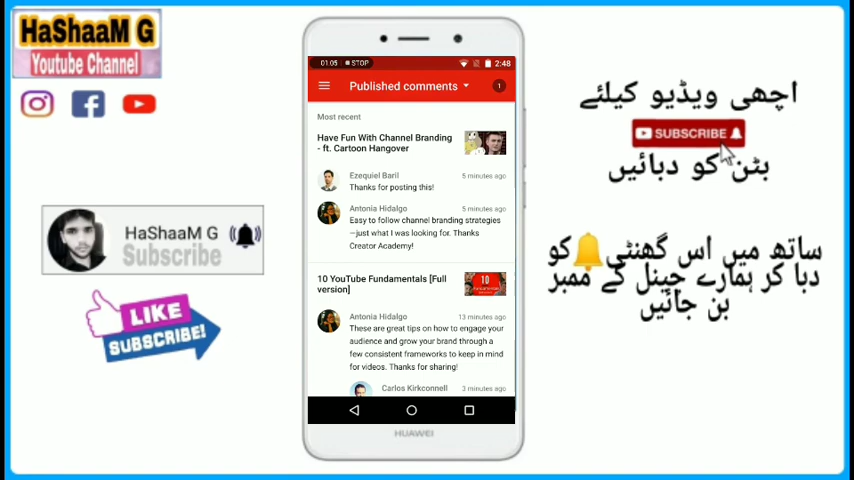 HaShaaM G
Youtube Channel
HaShaaM G
Subscribe
LIKE
SUBSCRIBE!
01:05 STOP
2:48
Published comments
1
Most recent
Have Fun With Channel Branding
- ft. Cartoon Hangover
Ezequiel Baril
5 minutes ago
Thanks for posting this!
Antonia Hidalgo
5 minutes ago
Easy to follow channel branding strategies
—just what I was looking for. Thanks
Creator Academy!
10 YouTube Fundamentals [Full
version]
10
Antonia Hidalgo
13 minutes ago
These are great tips on how to engage your
audience and grow your brand through a
few consistent frameworks to keep in mind
for videos. Thanks for sharing!
Carlos Kirkconnell
3 minutes ago
HUAWEI
اچھی ویڈیو کیلئے
SUBSCRIBE
بٹن کو دبائیں
ساتھ میں اس گھنٹی کو
دبا کر ہمارے چینل کے ممبر
بن جائیں